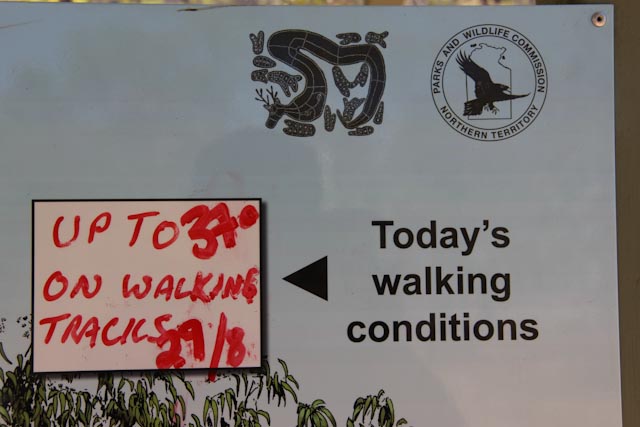 PARKS AND WILDLIFE COMMISSION
NORTHERN TERRITORY
UP TO 37°
ON WALKING
TRACKS 29/8
Today's
walking
conditions